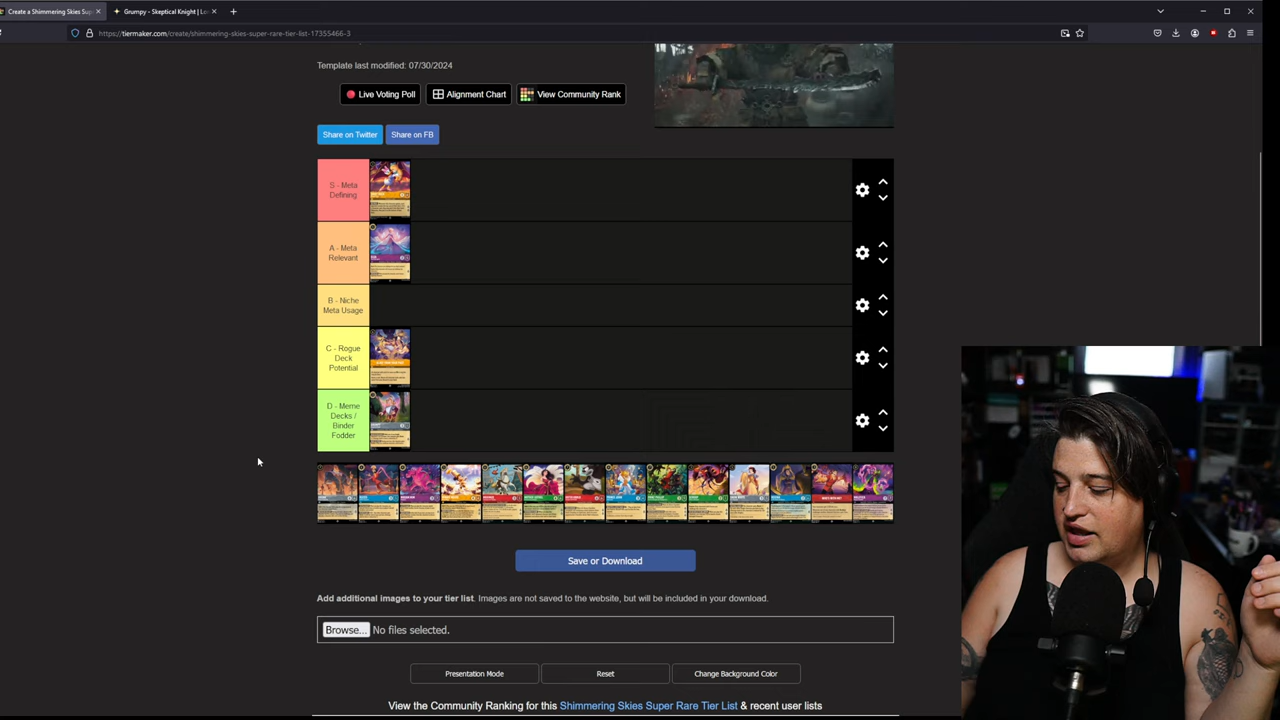 Create a Shimmering Skies Sup
Grumpy - Skeptical Knight | Lor
https://tiermaker.com/create/shimmering-skies-super-rare-tier-list-17355466-3
Template last modified: 07/30/2024
Live Voting Poll
Alignment Chart
View Community Rank
Share on Twitter
Share on FB
S - Meta
Defining
A - Meta
Relevant
B - Niche
Meta Usage
C - Rogue
Deck
Potential
D - Meme
Decks /
Binder
Fodder
Save or Download
Add additional images to your tier list. Images are not saved to the website, but will be included in your download.
Browse... No files selected.
Presentation Mode
Reset
Change Background Color
View the Community Ranking for this Shimmering Skies Super Rare Tier List & recent user lists